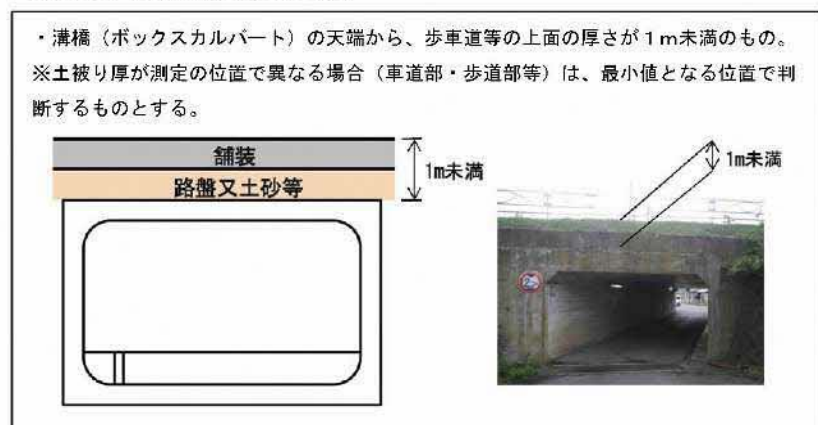 ・溝橋（ボックスカルバート）の天端から、歩車道等の上面の厚さが１ｍ未満のもの。
※土被り厚が測定の位置で異なる場合（車道部・歩道部等）は、最小値となる位置で判
断するものとする。
舗装
路盤又土砂等
1m未満
1m未満